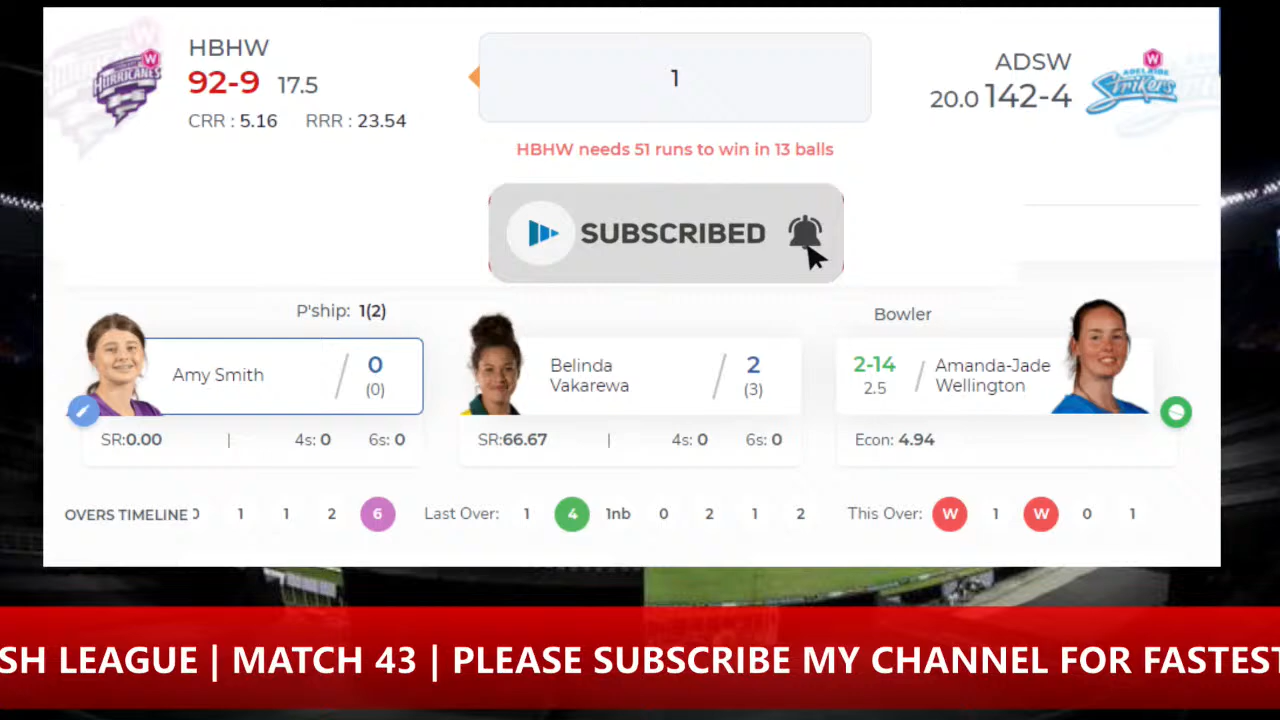 HBHW
92-9 17.5
CRR : 5.16 RRR : 23.54
1
HBHW needs 51 runs to win in 13 balls
ADSW
20.0 142-4
HURRICANES
W
W
ADELAIDE
Strikers
SUBSCRIBED
P'ship: 1(2)
Amy Smith / 0
(0)
SR:0.00 | 4s: 0 6s: 0
Belinda
Vakarewa / 2
(3)
SR:66.67 | 4s: 0 6s: 0
Bowler
2-14 / Amanda-Jade
2.5 Wellington
Econ: 4.94
OVERS TIMELINE 1 1 2 6 Last Over: 1 4 1nb 0 2 1 2 This Over: W 1 W 0 1
SH LEAGUE | MATCH 43 | PLEASE SUBSCRIBE MY CHANNEL FOR FASTEST